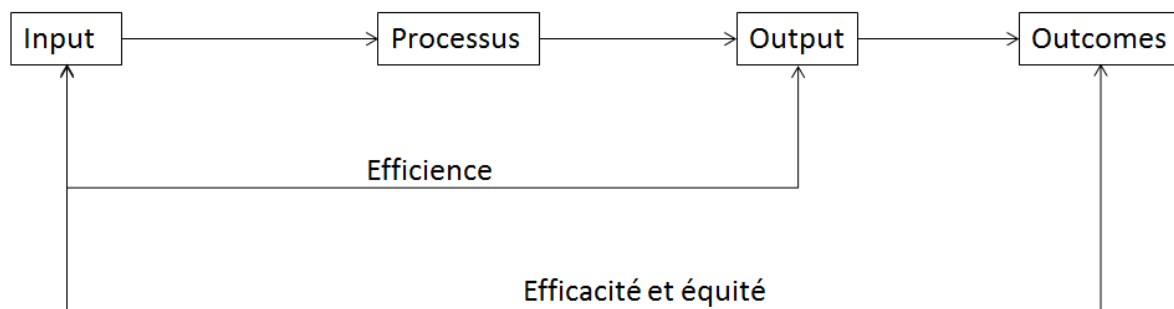 Input
Processus
Output
Outcomes
Efficience
Efficacité et équité